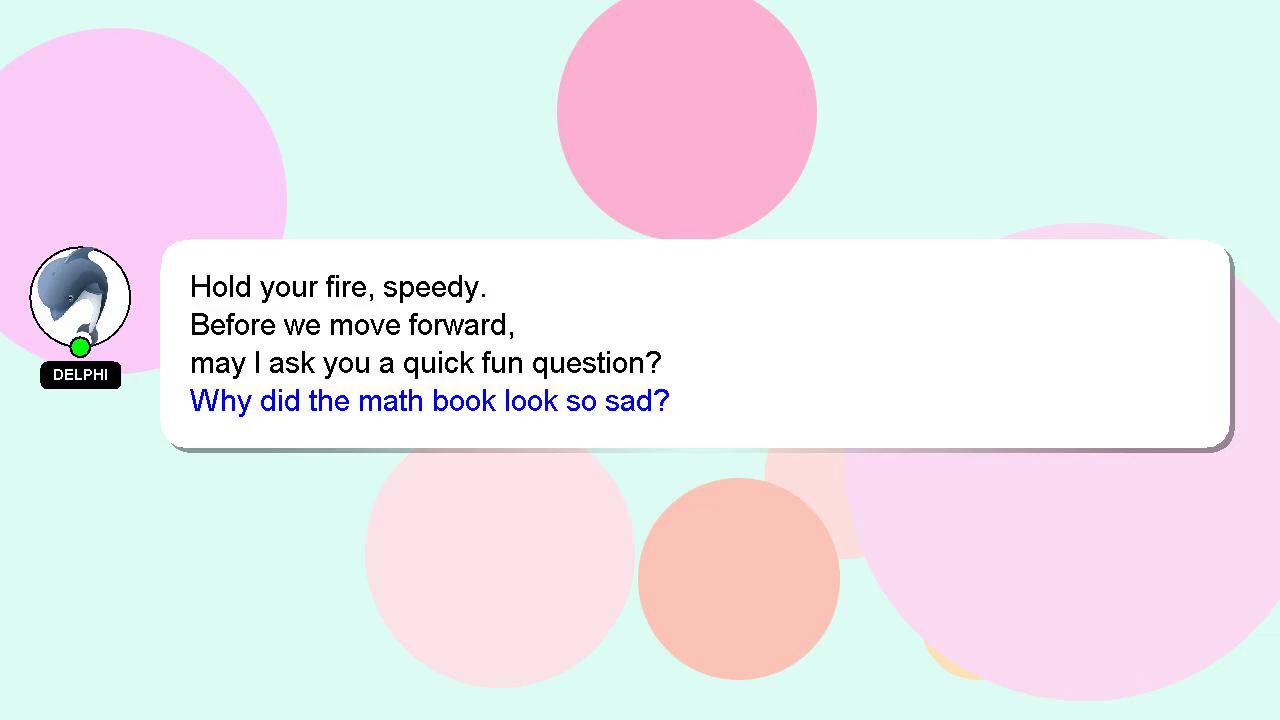 Hold your fire, speedy.
Before we move forward,
may I ask you a quick fun question?
Why did the math book look so sad?
DELPHI